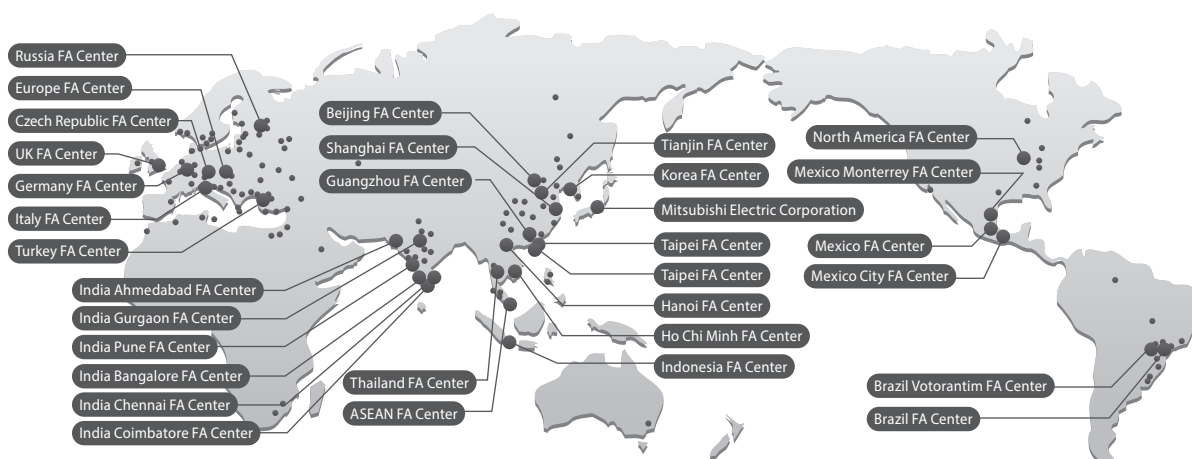 Russia FA Center
Europe FA Center
Czech Republic FA Center
UK FA Center
Germany FA Center
Italy FA Center
Turkey FA Center
India Ahmedabad FA Center
India Gurgaon FA Center
India Pune FA Center
India Bangalore FA Center
India Chennai FA Center
India Coimbatore FA Center
Beijing FA Center
Shanghai FA Center
Guangzhou FA Center
Thailand FA Center
ASEAN FA Center
Tianjin FA Center
Korea FA Center
Mitsubishi Electric Corporation
Taipei FA Center
Taipei FA Center
Hanoi FA Center
Ho Chi Minh FA Center
Indonesia FA Center
North America FA Center
Mexico Monterrey FA Center
Mexico FA Center
Mexico City FA Center
Brazil Votorantim FA Center
Brazil FA Center